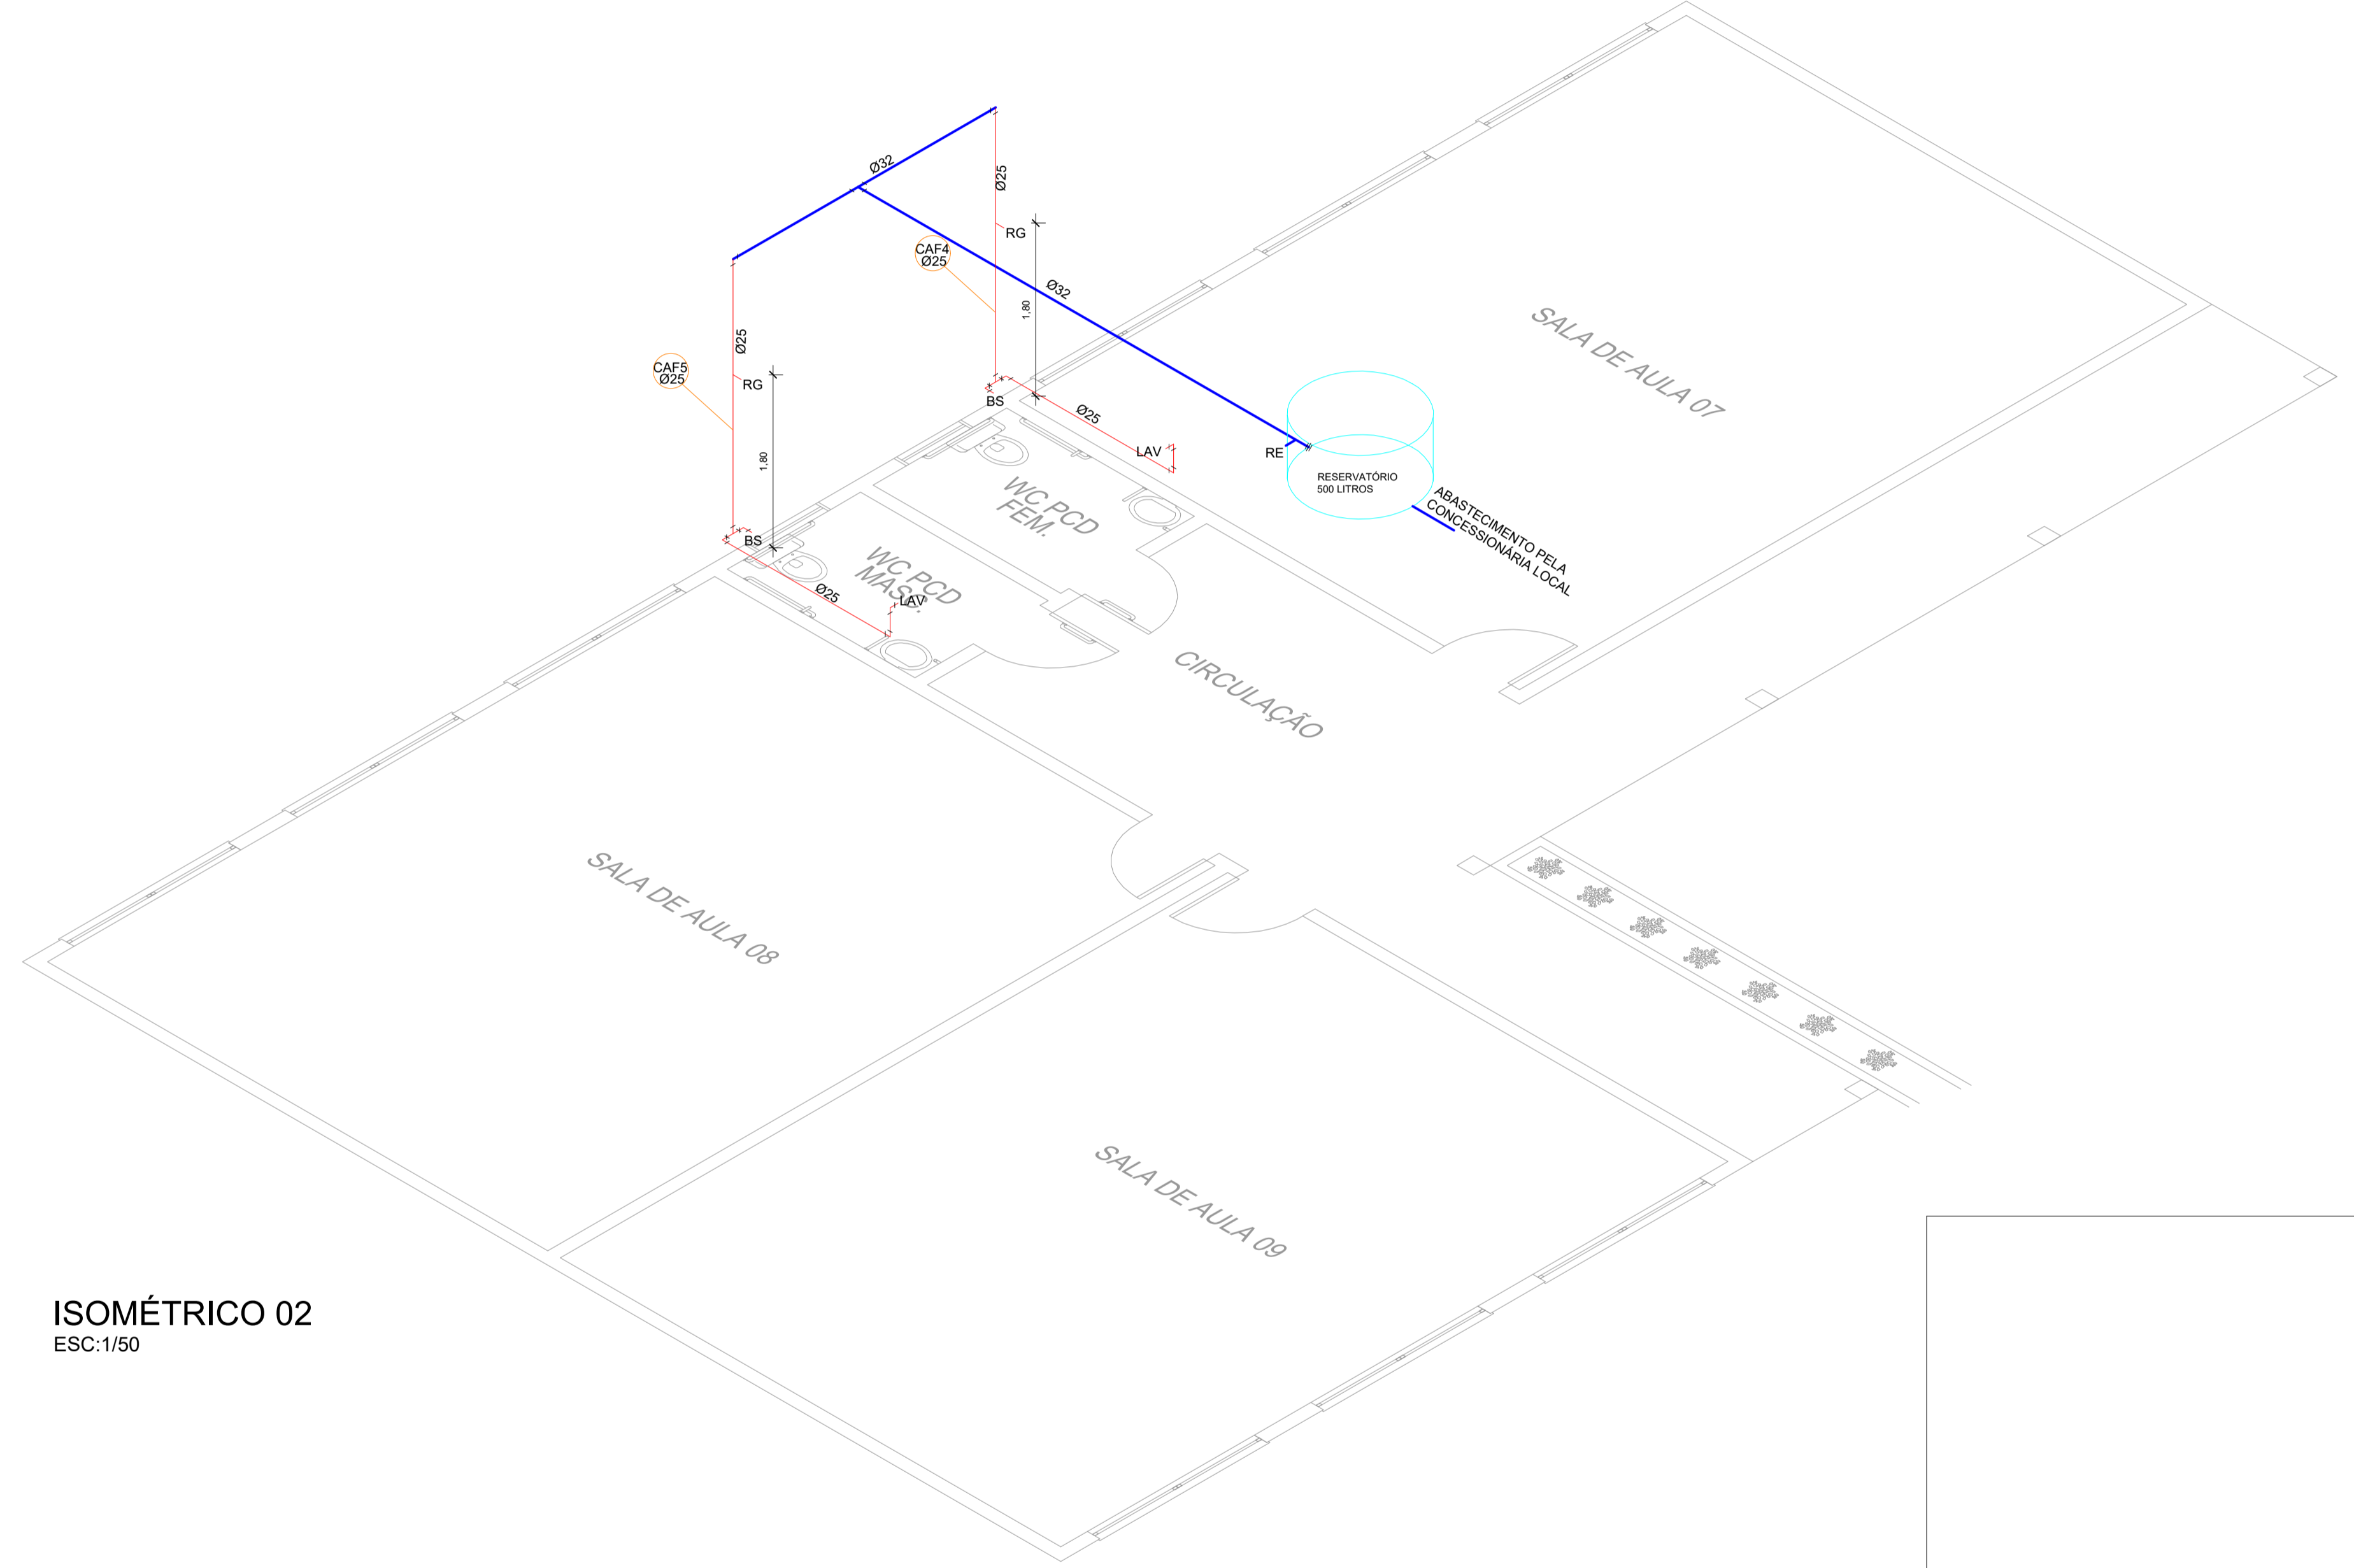 Ø32
Ø25
RG
CAF4
Ø25
1,80
Ø32
SALA DE AULA 07
Ø25
CAF5
Ø25
RG
1,80
BS
Ø25
LAV
RE
RESERVATÓRIO
500 LITROS
ABASTECIMENTO PELA
CONCESSIONÁRIA LOCAL
WC PCD
FEM.
BS
WC PCD
MASC.
Ø25
LAV
CIRCULAÇÃO
SALA DE AULA 08
SALA DE AULA 09
ISOMÉTRICO 02
ESC:1/50